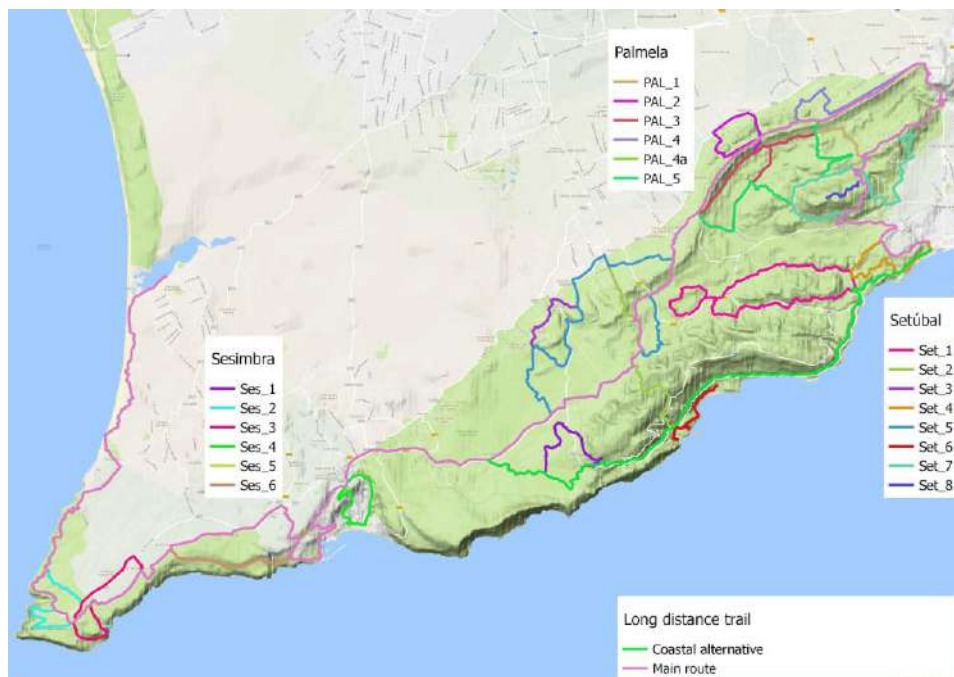 Palmela
PAL_1
PAL_2
PAL_3
PAL_4
PAL_4a
PAL_5
Sesimbra
Ses_1
Ses_2
Ses_3
Ses_4
Ses_5
Ses_6
Setúbal
Set_1
Set_2
Set_3
Set_4
Set_5
Set_6
Set_7
Set_8
Long distance trail
Coastal alternative
Main route